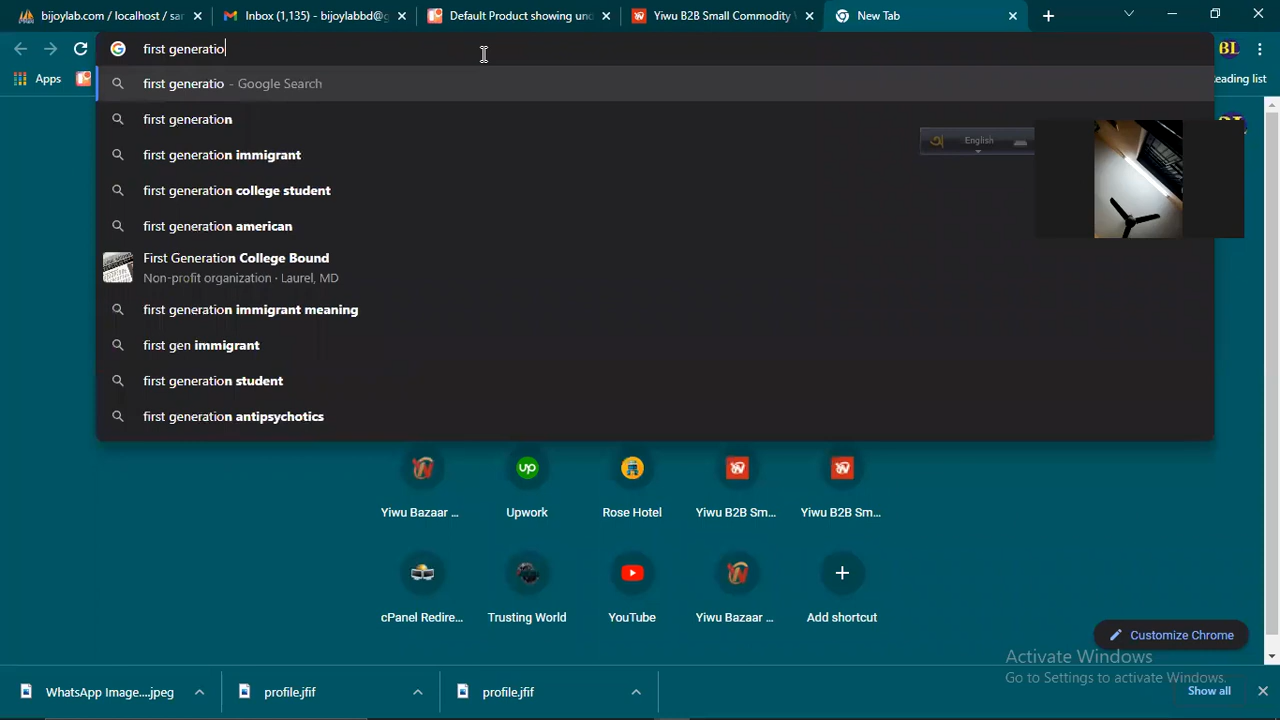 bijoylab.com / localhost / sar
Inbox (1,135) - bijoylabbd@g
Default Product showing und
Yiwu B2B Small Commodity
New Tab
first generatio
Apps
Reading list
first generatio - Google Search
first generation
English
first generation immigrant
first generation college student
first generation american
First Generation College Bound
Non-profit organization · Laurel, MD
first generation immigrant meaning
first gen immigrant
first generation student
first generation antipsychotics
Yiwu Bazaar ...
Upwork
Rose Hotel
Yiwu B2B Sm...
Yiwu B2B Sm...
cPanel Redire...
Trusting World
YouTube
Yiwu Bazaar ...
Add shortcut
Customize Chrome
Activate Windows
Go to Settings to activate Windows.
WhatsApp Image....jpeg
profile.jfif
profile.jfif
Show all